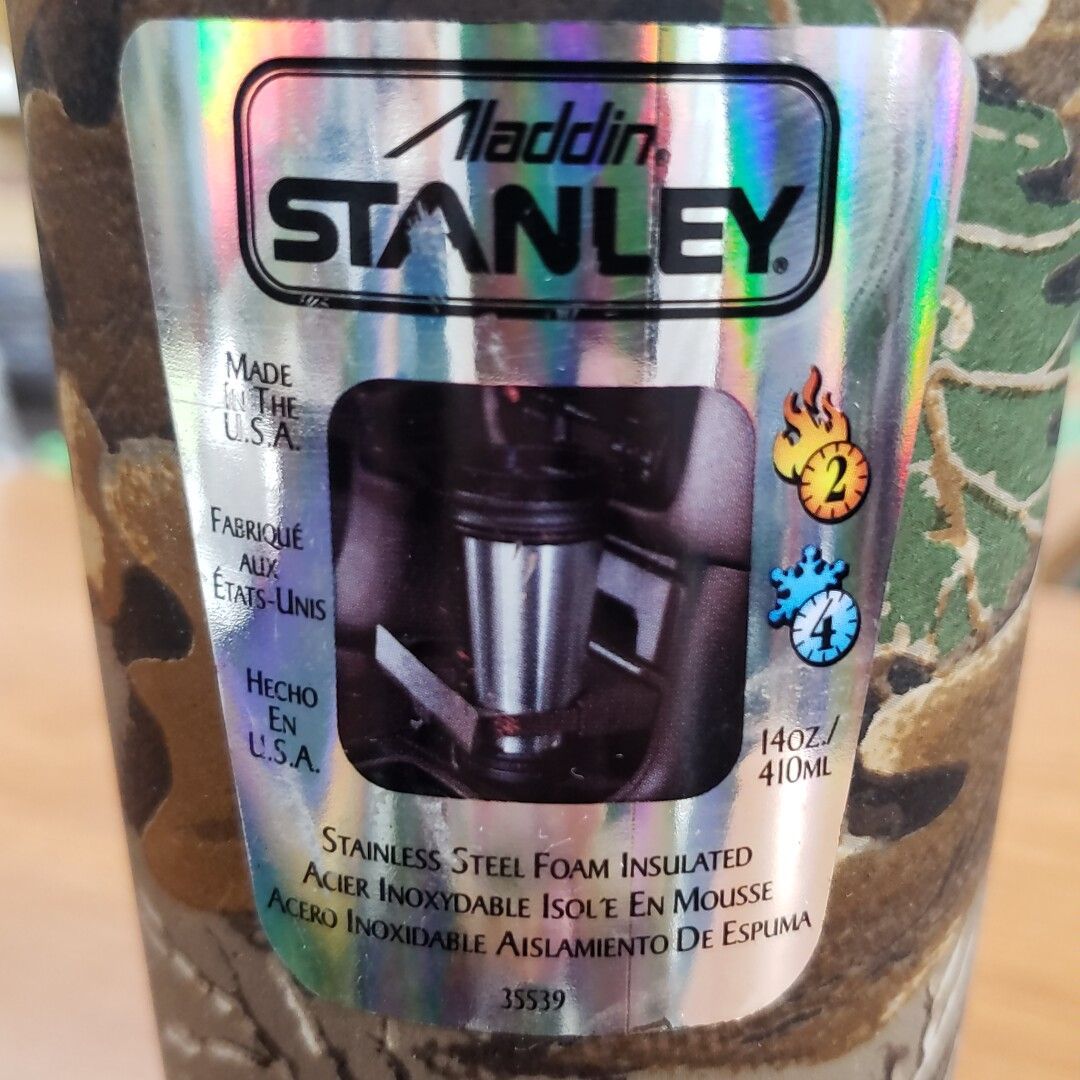 Aladdin®
STANLEY®
MADE
IN THE
U.S.A.
FABRIQUÉ
AUX
ÉTATS-UNIS
HECHO
EN
U.S.A.
2
4
14OZ./
410ML
STAINLESS STEEL FOAM INSULATED
ACIER INOXYDABLE ISOL'E EN MOUSSE
ACERO INOXIDABLE AISLAMIENTO DE ESPUMA
35539